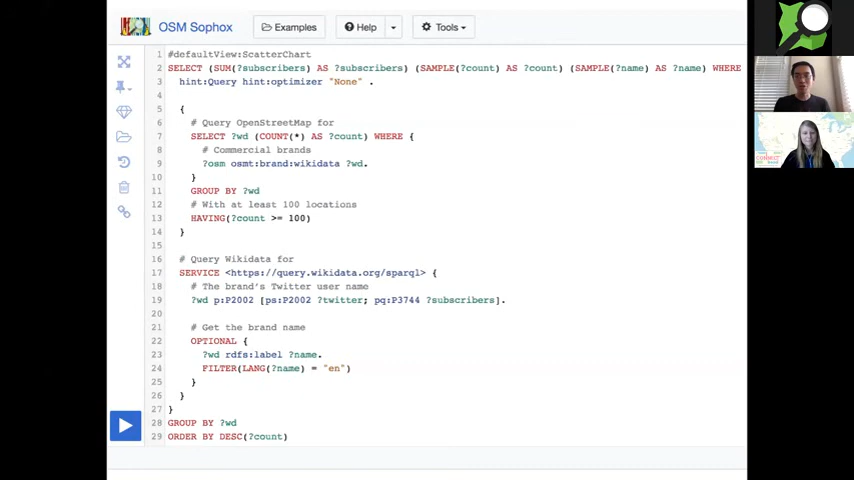 OSM Sophox
Examples
Help
Tools
1 #defaultView:ScatterChart
2 SELECT (SUM(?subscribers) AS ?subscribers) (SAMPLE(?count) AS ?count) (SAMPLE(?name) AS ?name) WHERE
3 hint:Query hint:optimizer "None" .
4
5 {
6 # Query OpenStreetMap for
7 SELECT ?wd (COUNT(*) AS ?count) WHERE {
8 # Commercial brands
9 ?osm osmt:brand:wikidata ?wd.
10 }
11 GROUP BY ?wd
12 # With at least 100 locations
13 HAVING(?count >= 100)
14 }
15
16 # Query Wikidata for
17 SERVICE <https://query.wikidata.org/sparql> {
18 # The brand's Twitter user name
19 ?wd p:P2002 [ps:P2002 ?twitter; pq:P3744 ?subscribers].
20
21 # Get the brand name
22 OPTIONAL {
23 ?wd rdfs:label ?name.
24 FILTER(LANG(?name) = "en")
25 }
26 }
27 }
28 GROUP BY ?wd
29 ORDER BY DESC(?count)
CONNECT